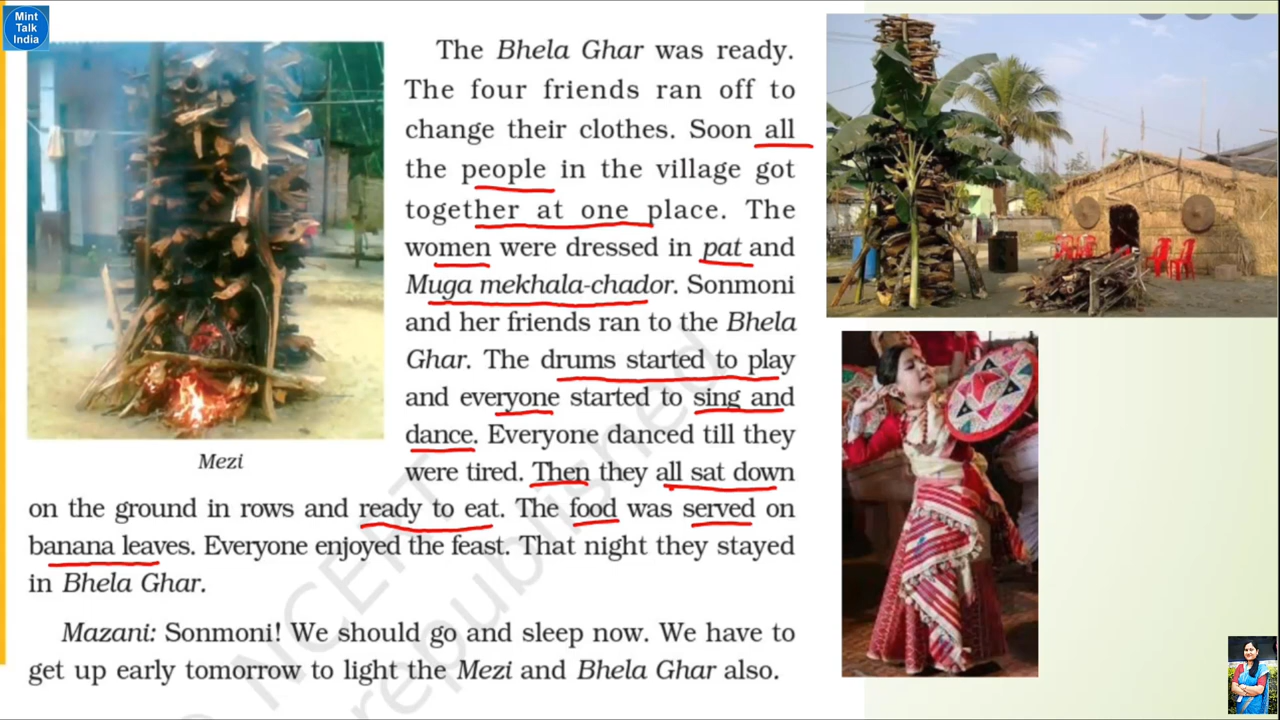 Mint
Talk
India
The Bhela Ghar was ready.
The four friends ran off to
change their clothes. Soon all
the people in the village got
together at one place. The
women were dressed in pat and
Muga mekhala-chador. Sonmoni
and her friends ran to the Bhela
Ghar. The drums started to play
and everyone started to sing and
dance. Everyone danced till they
were tired. Then they all sat down
on the ground in rows and ready to eat. The food was served on
banana leaves. Everyone enjoyed the feast. That night they stayed
in Bhela Ghar.
Mezi
Mazani: Sonmoni! We should go and sleep now. We have to
get up early tomorrow to light the Mezi and Bhela Ghar also.
NCERT
republished